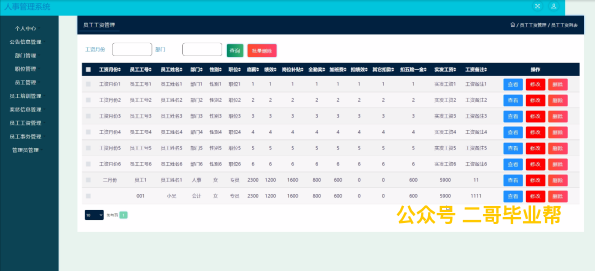 人事管理系统
个人中心
公告信息管理
部门管理
职位管理
员工管理
员工培训管理
奖惩信息管理
员工工资管理
员工事务管理
管理员管理
员工工资管理
/ 员工工资管理 / 员工工资列表
工资月份
部门
查询
批量删除
工资月份 员工工号 员工姓名 部门 性别 职位 底薪 绩效 岗位补贴 全勤奖 加班费 扣绩效 其它扣款 扣五险一金 实发工资 工资备注 操作
工资月份1 员工工号1 员工姓名1 部门1 性别1 职位1 1 1 1 1 1 1 1 1 实发工资1 工资备注1 查看 修改 删除
工资月份2 员工工号2 员工姓名2 部门2 性别2 职位2 2 2 2 2 2 2 2 2 实发工资2 工资备注2 查看 修改 删除
工资月份3 员工工号3 员工姓名3 部门3 性别3 职位3 3 3 3 3 3 3 3 3 实发工资3 工资备注3 查看 修改 删除
工资月份4 员工工号4 员工姓名4 部门4 性别4 职位4 4 4 4 4 4 4 4 4 实发工资4 工资备注4 查看 修改 删除
工资月份5 员工工号5 员工姓名5 部门5 性别5 职位5 5 5 5 5 5 5 5 5 实发工资5 工资备注5 查看 修改 删除
工资月份6 员工工号6 员工姓名6 部门6 性别6 职位6 6 6 6 6 6 6 6 6 实发工资6 工资备注6 查看 修改 删除
二月份 员工1 员工姓名1 人事 女 专员 2300 1200 1600 800 600 0 0 600 5900 11 查看 修改 删除
001 小史 会计 女 专员 2500 1200 1600 600 600 0 0 600 5900 1111 查看 修改 删除
10
1
公众号 二哥毕业帮